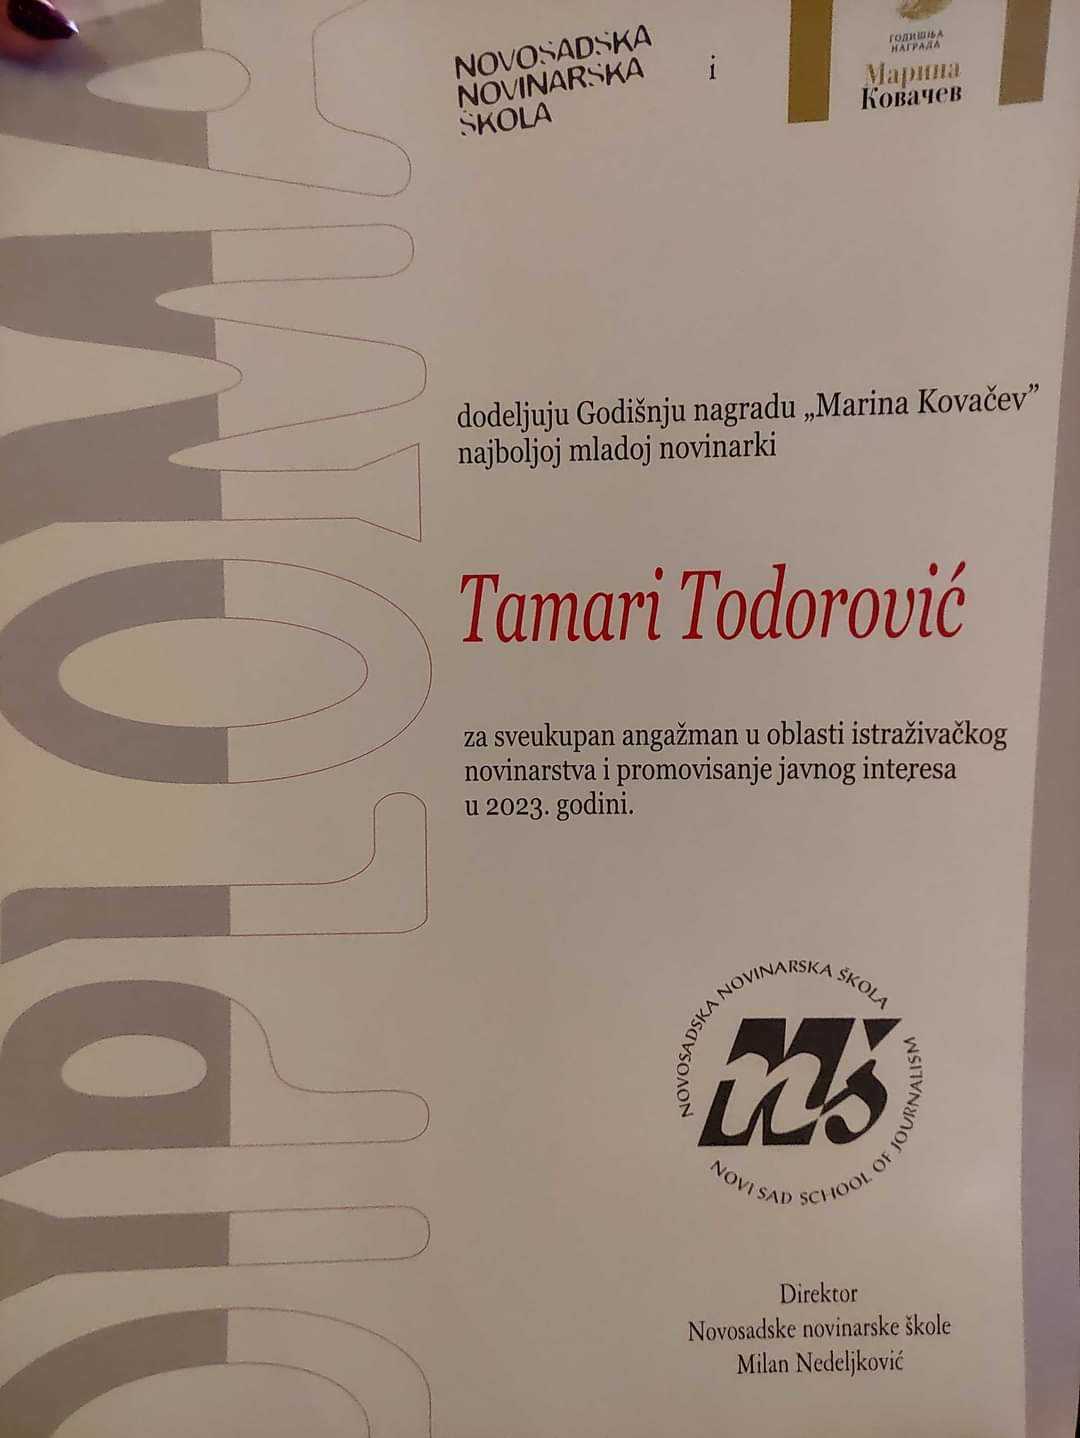 DIPLOMA
NOVOSADSKA
NOVINARSKA
ŠKOLA
i
ГОДИШЊА
НАГРАДА
Марина
Ковачев
dodeljuju Godišnju nagradu „Marina Kovačev”
najboljoj mladoj novinarki
Tamari Todorović
za sveukupan angažman u oblasti istraživačkog
novinarstva i promovisanje javnog interesa
u 2023. godini.
NOVOSADSKA NOVINARSKA ŠKOLA
NOVI SAD SCHOOL OF JOURNALISM
Direktor
Novosadske novinarske škole
Milan Nedeljković